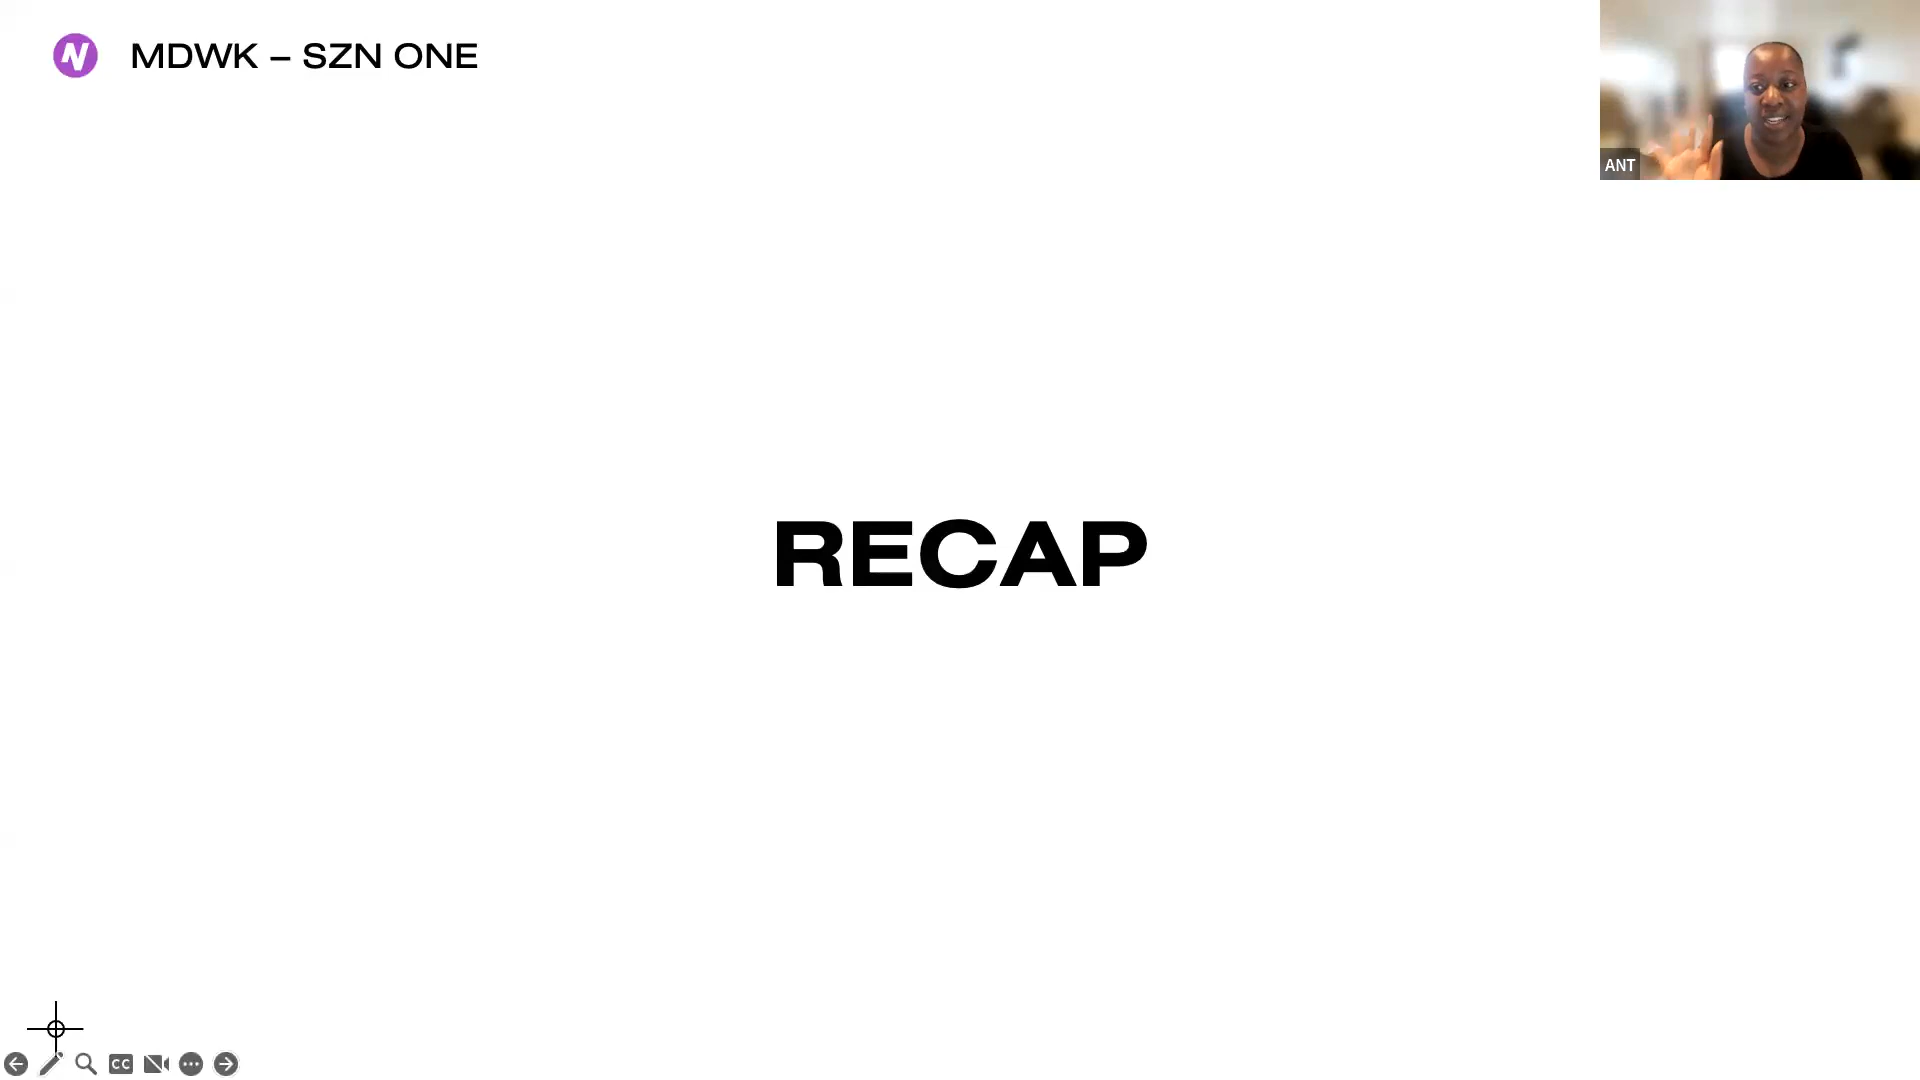 N MDWK – SZN ONE
ANT
RECAP
CC